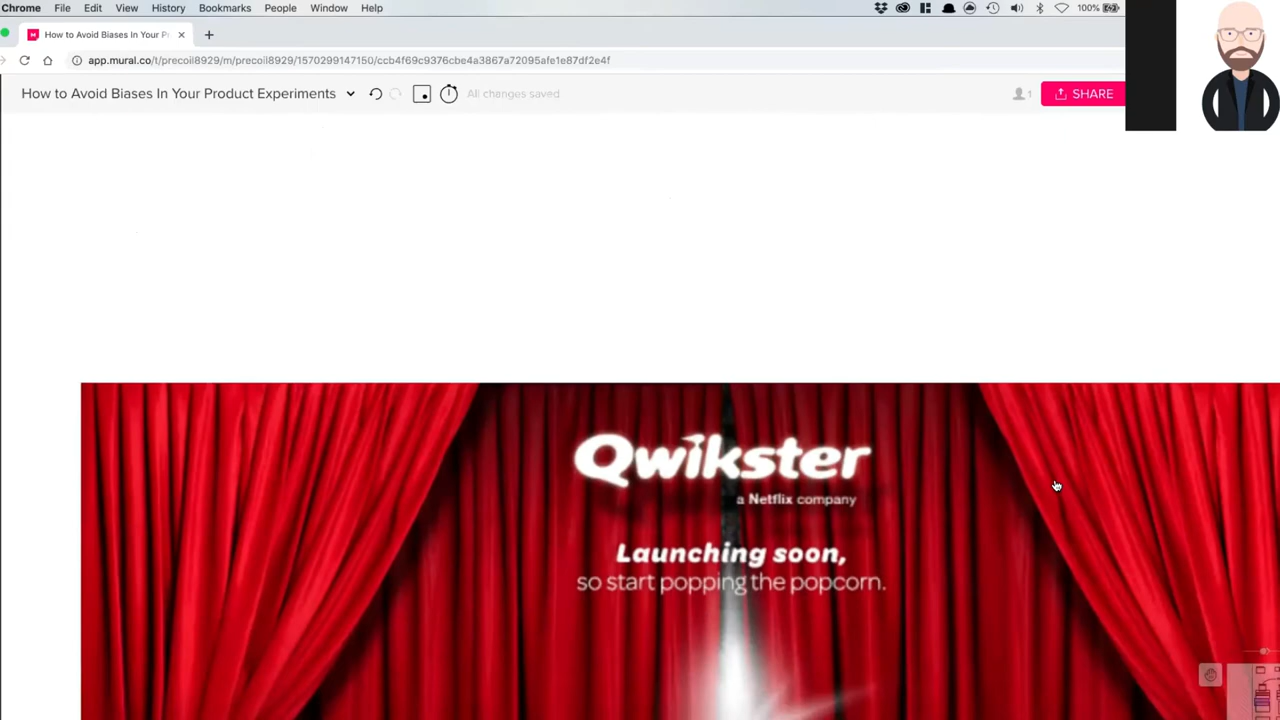 Chrome File Edit View History Bookmarks People Window Help 100%
How to Avoid Biases In Your P
app.mural.co/t/precoil8929/m/precoil8929/1570299147150/ccb4f69c9376cbe4a3867a72095afe1e87df2e4f
How to Avoid Biases In Your Product Experiments All changes saved 1 SHARE
Qwikster
a Netflix company
Launching soon,
so start popping the popcorn.